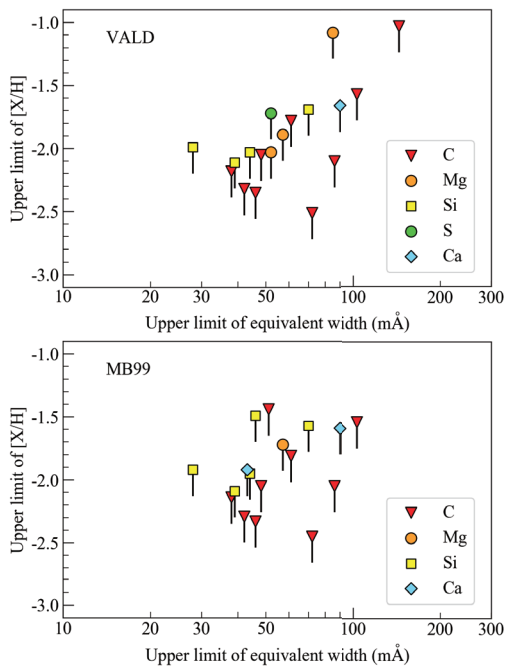 -1.0
VALD
-1.5
-2.0
-2.5
-3.0
Upper limit of [X/H]
C
Mg
Si
S
Ca
10 20 30 50 100 200 300
Upper limit of equivalent width (mÅ)
-1.0
MB99
-1.5
-2.0
-2.5
-3.0
Upper limit of [X/H]
C
Mg
Si
Ca
10 20 30 50 100 200 300
Upper limit of equivalent width (mÅ)